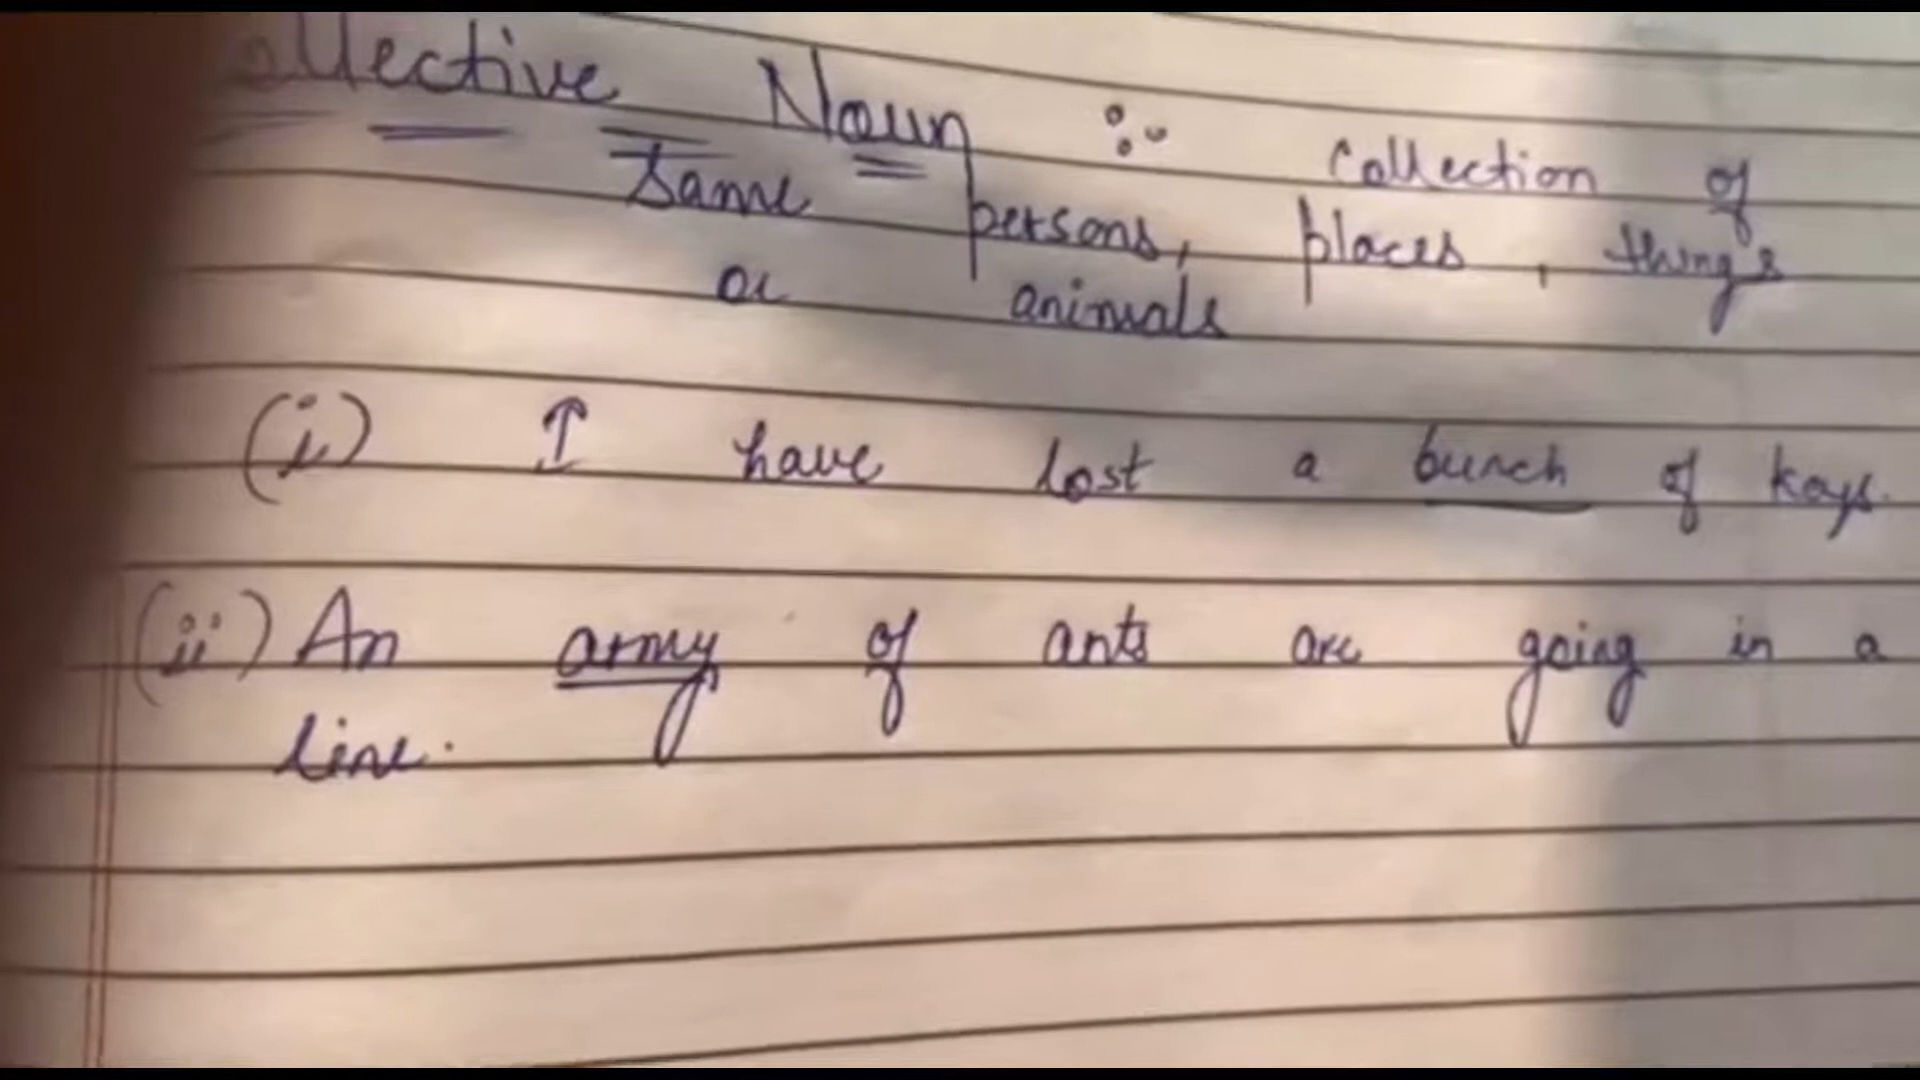 ollective Noun :- collection of
same persons, places, things
or animals
(i) I have lost a bunch of keys.
(ii) An army of ants are going in a
line.